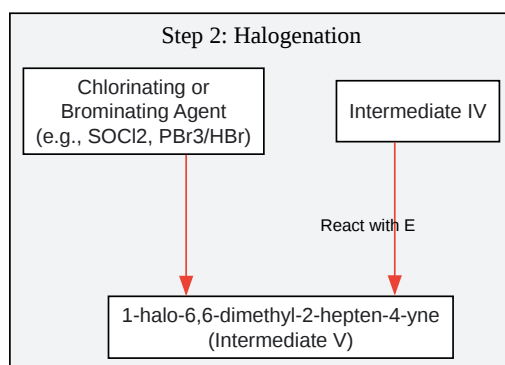 Step 2: Halogenation
Chlorinating or
Brominating Agent
(e.g., SOCl2, PBr3/HBr)
Intermediate IV
React with E
1-halo-6,6-dimethyl-2-hepten-4-yne
(Intermediate V)